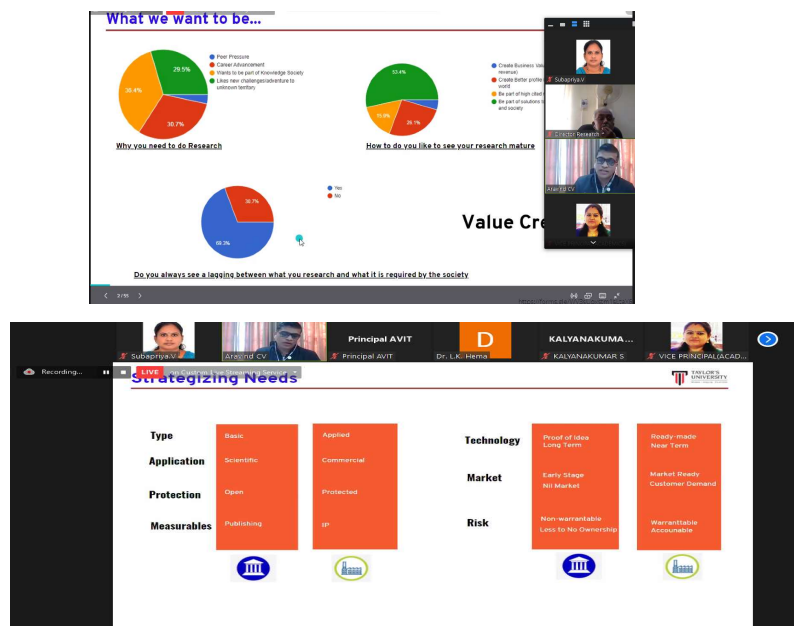 What we want to be...
29.5%
30.7%
Peer Pressure
Career Advancement
Wants to be part of Knowledge Society
Likes new challenges/adventure to
unknown territory
Why you need to do Research
53.4%
26.1%
Create Business
revenue)
Create Better profile
world
Be part of high cited
Be part of solutions
and society
How to do you like to see your research mature
69.3%
30.7%
Yes
No
Value Cre
Do you always see a lagging between what you research and what it is required by the society
Subapriya.V
Director Research
Aravind CV
2/55
Subapriya.V
Aravind CV
Principal AVIT
Principal AVIT
D
Dr. L.K. Hema
KALYANAKUMA...
KALYANAKUMAR S
VICE PRINCIPAL(ACAD...
Recording...
LIVE
on Custom Live Streaming Service
Strategizing Needs
TAYLOR'S
UNIVERSITY
Type
Basic
Applied
Application
Scientific
Commercial
Protection
Open
Protected
Measurables
Publishing
IP
Technology
Proof of Idea
Long Term
Ready-made
Near Term
Market
Early Stage
Nil Market
Market Ready
Customer Demand
Risk
Non-warrantable
Less to No Ownership
Warranttable
Accounable